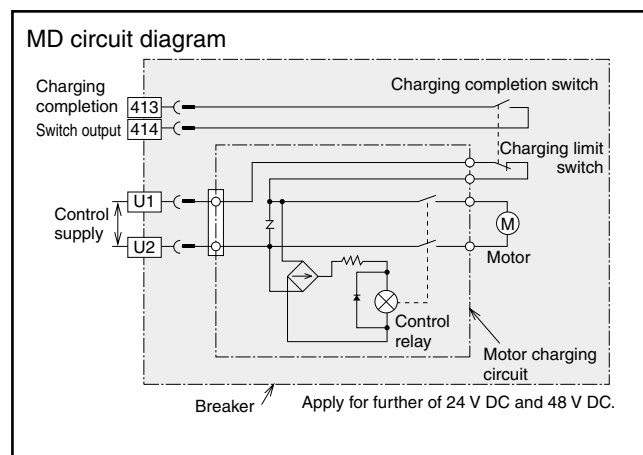 MD circuit diagram
Charging completion switch
Charging
completion
413
Switch output
414
Charging limit
switch
U1
Control
supply
M
U2
Motor
Control
relay
Motor charging
circuit
Breaker
Apply for further of 24 V DC and 48 V DC.